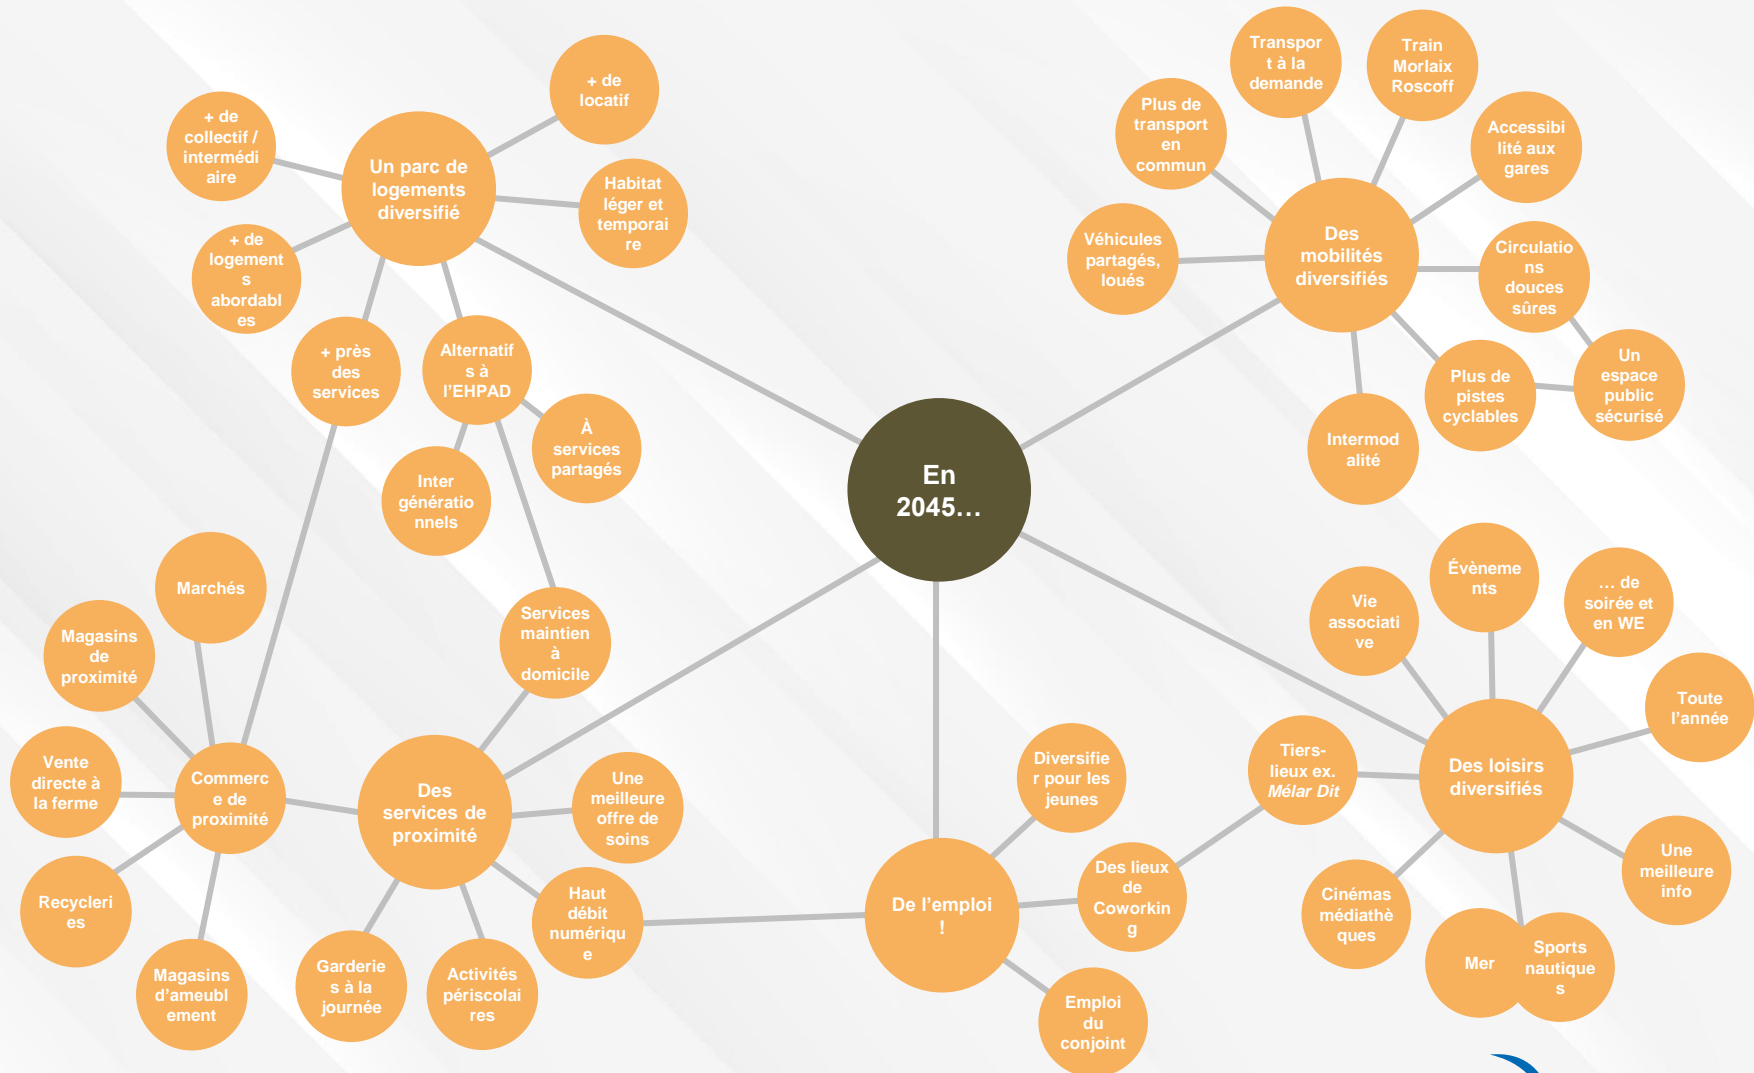 + de
locatif
+ de
collectif /
intermédi
aire
Un parc de
logements
diversifié
Habitat
léger et
temporai
re
+ de
logement
s
abordabl
es
+ près
des
services
Alternatif
s à
l'EHPAD
À
services
partagés
Inter
génératio
nnels
Transpor
t à la
demande
Train
Morlaix
Roscoff
Plus de
transport
en
commun
Accessibi
lité aux
gares
Véhicules
partagés,
loués
Des
mobilités
diversifiés
Circulatio
ns
douces
sûres
Un
espace
public
sécurisé
Plus de
pistes
cyclables
Intermod
alité
En
2045…
Marchés
Magasins
de
proximité
Services
maintien
à
domicile
Vente
directe à
la ferme
Commerc
e de
proximité
Des
services de
proximité
Une
meilleure
offre de
soins
Recycleri
es
Haut
débit
numériqu
e
Magasins
d'ameubl
ement
Garderie
s à la
journée
Activités
périscolai
res
Diversifie
r pour les
jeunes
De l'emploi
!
Des lieux
de
Coworkin
g
Emploi
du
conjoint
Évèneme
nts
… de
soirée et
en WE
Vie
associati
ve
Toute
l'année
Tiers-
lieux ex.
Mélar Dit
Des loisirs
diversifiés
Une
meilleure
info
Cinémas
médiathè
ques
Mer
Sports
nautique
s